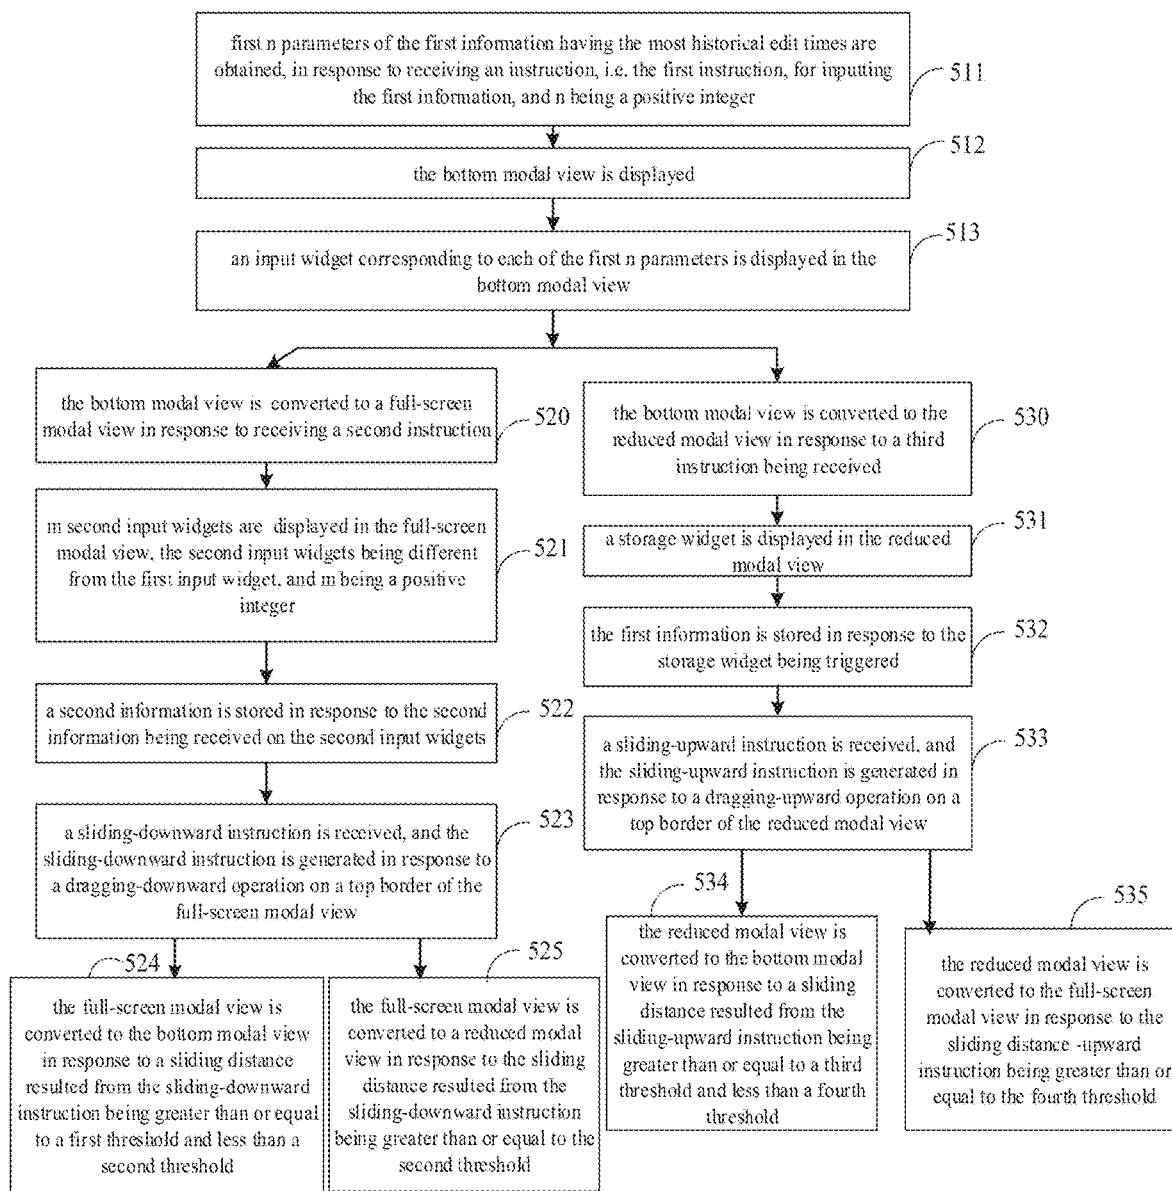 first n parameters of the first information having the most historical edit times are
obtained, in response to receiving an instruction, i.e. the first instruction, for inputting
the first information, and n being a positive integer
511
the bottom modal view is displayed
512
an input widget corresponding to each of the first n parameters is displayed in the
bottom modal view
513
the bottom modal view is converted to a full-screen
modal view in response to receiving a second instruction
520
m second input widgets are displayed in the full-screen
modal view, the second input widgets being different
from the first input widget, and m being a positive
integer
521
a second information is stored in response to the second
information being received on the second input widgets
522
a sliding-downward instruction is received, and the
sliding-downward instruction is generated in response to
a dragging-downward operation on a top border of the
full-screen modal view
523
524
the full-screen modal view is
converted to the bottom modal view
in response to a sliding distance
resulted from the sliding-downward
instruction being greater than or equal
to a first threshold and less than a
second threshold
525
the full-screen modal view is
converted to a reduced modal
view in response to the sliding
distance resulted from the
sliding-downward instruction
being greater than or equal to the
second threshold
the bottom modal view is converted to the
reduced modal view in response to a third
instruction being received
530
a storage widget is displayed in the reduced
modal view
531
the first information is stored in response to the
storage widget being triggered
532
a sliding-upward instruction is received, and
the sliding-upward instruction is generated in
response to a dragging-upward operation on a
top border of the reduced modal view
533
534
the reduced modal view is
converted to the bottom modal
view in response to a sliding
distance resulted from the
sliding-upward instruction being
greater than or equal to a third
threshold and less than a fourth
threshold
535
the reduced modal view is
converted to the full-screen
modal view in response to the
sliding distance -upward
instruction being greater than or
equal to the fourth threshold